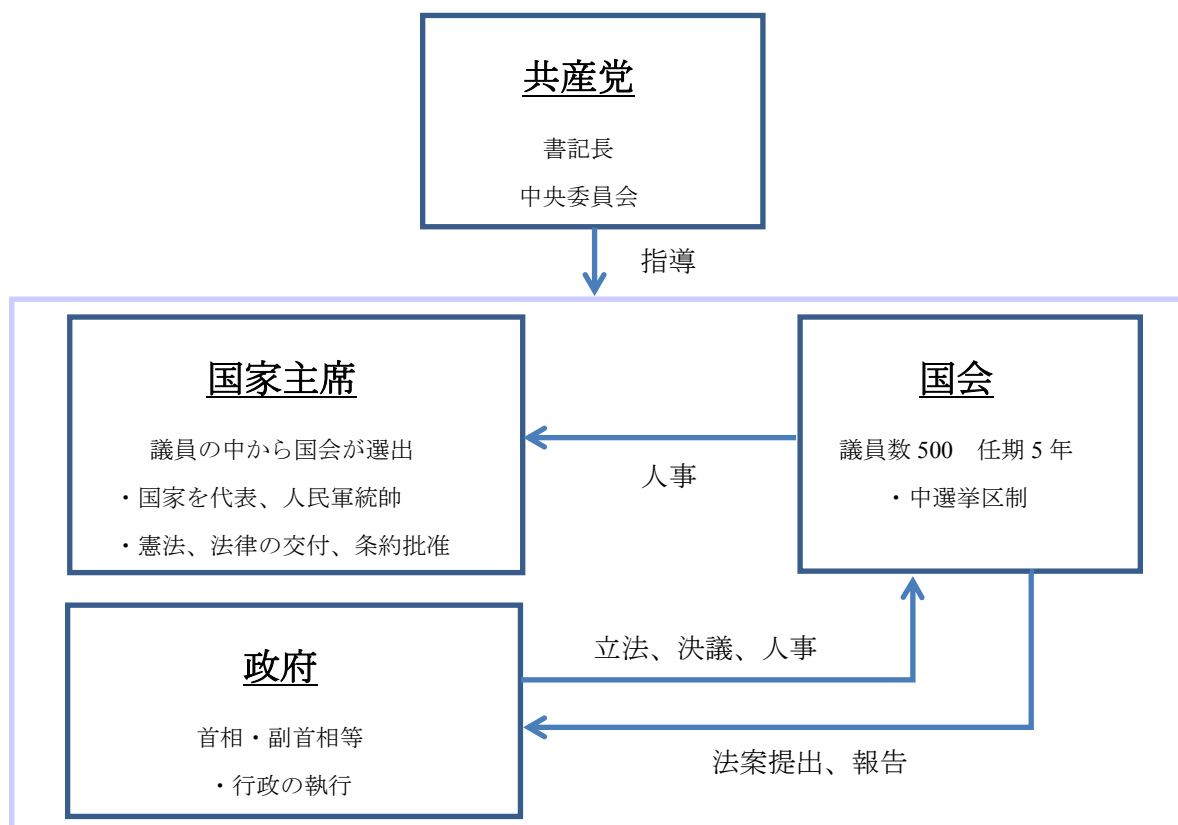 共産党
書記長
中央委員会
指導
国家主席
議員の中から国会が選出
・国家を代表、人民軍統帥
・憲法、法律の交付、条約批准
人事
国会
議員数 500　任期 5 年
・中選挙区制
政府
首相・副首相等
・行政の執行
立法、決議、人事
法案提出、報告